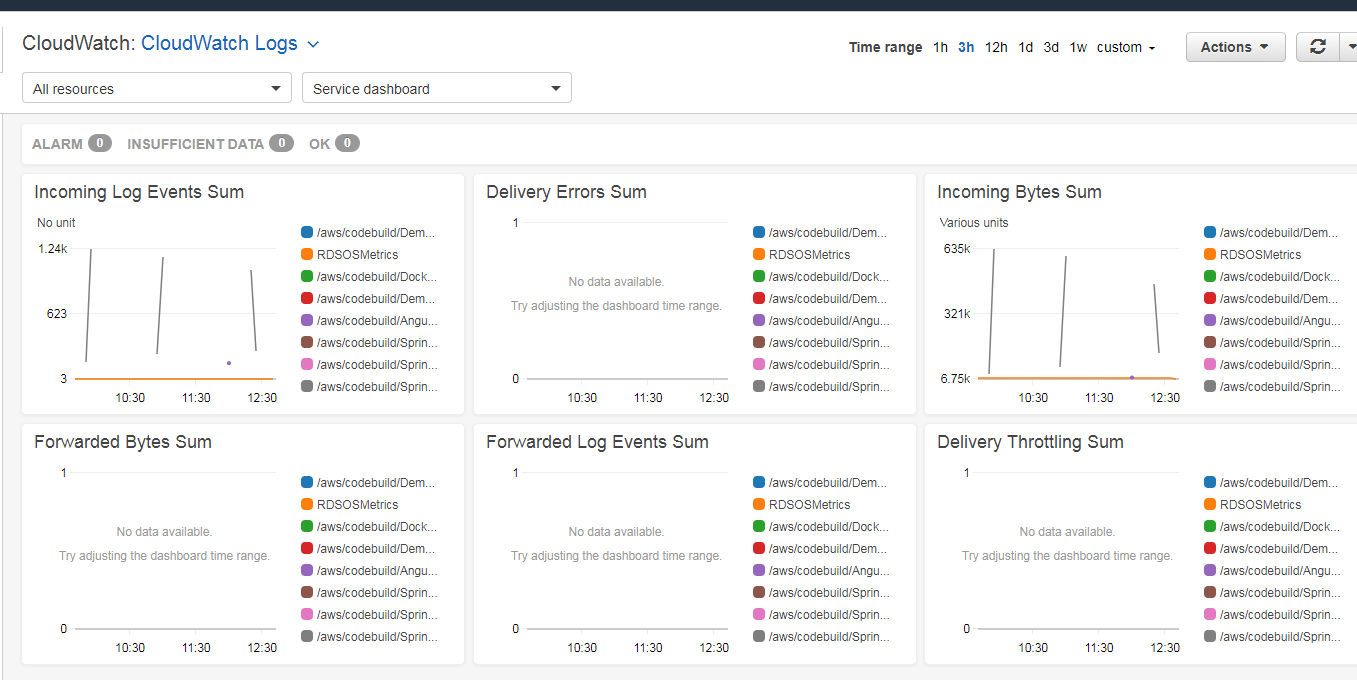 CloudWatch: CloudWatch Logs
Time range 1h 3h 12h 1d 3d 1w custom
Actions
All resources
Service dashboard
ALARM 0 INSUFFICIENT DATA 0 OK 0
Incoming Log Events Sum
No unit
1.24k
623
3
10:30 11:30 12:30
/aws/codebuild/Dem...
RDSOSMetrics
/aws/codebuild/Dock...
/aws/codebuild/Dem...
/aws/codebuild/Angu...
/aws/codebuild/Sprin...
/aws/codebuild/Sprin...
/aws/codebuild/Sprin...
Delivery Errors Sum
1
No data available.
Try adjusting the dashboard time range.
0
10:30 11:30 12:30
/aws/codebuild/Dem...
RDSOSMetrics
/aws/codebuild/Dock...
/aws/codebuild/Dem...
/aws/codebuild/Angu...
/aws/codebuild/Sprin...
/aws/codebuild/Sprin...
/aws/codebuild/Sprin...
Incoming Bytes Sum
Various units
635k
321k
6.75k
10:30 11:30 12:30
/aws/codebuild/Dem...
RDSOSMetrics
/aws/codebuild/Dock...
/aws/codebuild/Dem...
/aws/codebuild/Angu...
/aws/codebuild/Sprin...
/aws/codebuild/Sprin...
/aws/codebuild/Sprin...
Forwarded Bytes Sum
1
No data available.
Try adjusting the dashboard time range.
0
10:30 11:30 12:30
/aws/codebuild/Dem...
RDSOSMetrics
/aws/codebuild/Dock...
/aws/codebuild/Dem...
/aws/codebuild/Angu...
/aws/codebuild/Sprin...
/aws/codebuild/Sprin...
/aws/codebuild/Sprin...
Forwarded Log Events Sum
1
No data available.
Try adjusting the dashboard time range.
0
10:30 11:30 12:30
/aws/codebuild/Dem...
RDSOSMetrics
/aws/codebuild/Dock...
/aws/codebuild/Dem...
/aws/codebuild/Angu...
/aws/codebuild/Sprin...
/aws/codebuild/Sprin...
/aws/codebuild/Sprin...
Delivery Throttling Sum
1
No data available.
Try adjusting the dashboard time range.
0
10:30 11:30 12:30
/aws/codebuild/Dem...
RDSOSMetrics
/aws/codebuild/Dock...
/aws/codebuild/Dem...
/aws/codebuild/Angu...
/aws/codebuild/Sprin...
/aws/codebuild/Sprin...
/aws/codebuild/Sprin...